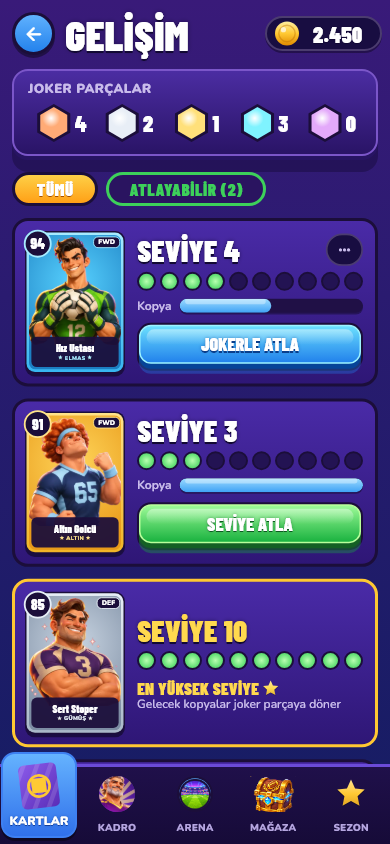 GELİŞİM
2.450
JOKER PARÇALAR
4
2
1
3
0
TÜMÜ
ATLAYABİLİR (2)
94
FWD
12
Hız Ustası
ELMAS
SEVİYE 4
Kopya
JOKERLE ATLA
91
FWD
65
Altın Golcü
ALTIN
SEVİYE 3
Kopya
SEVİYE ATLA
85
DEF
3
Sert Stoper
GÜMÜŞ
SEVİYE 10
EN YÜKSEK SEVİYE
Gelecek kopyalar joker parçaya döner
KARTLAR
KADRO
ARENA
MAĞAZA
SEZON